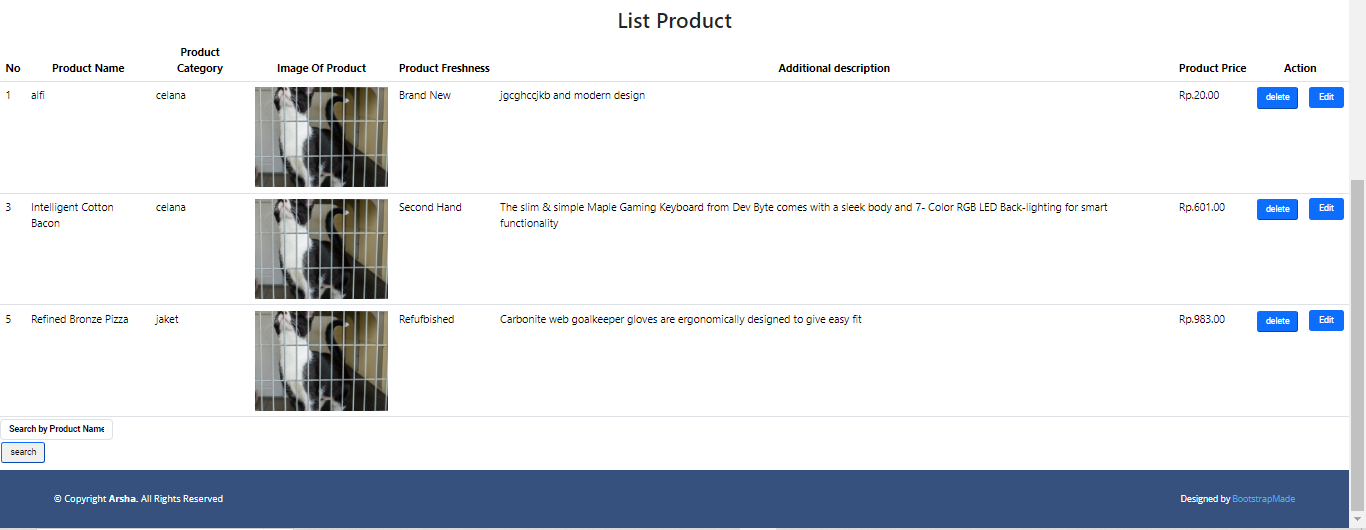 List Product
No Product Name Product Category Image Of Product Product Freshness Additional description Product Price Action
1 alfi celana Brand New jgcghccjkb and modern design Rp.20.00 delete Edit
3 Intelligent Cotton Bacon celana Second Hand The slim & simple Maple Gaming Keyboard from Dev Byte comes with a sleek body and 7- Color RGB LED Back-lighting for smart functionality Rp.601.00 delete Edit
5 Refined Bronze Pizza jaket Refufbished Carbonite web goalkeeper gloves are ergonomically designed to give easy fit Rp.983.00 delete Edit
Search by Product Name
search
© Copyright Arsha. All Rights Reserved Designed by BootstrapMade